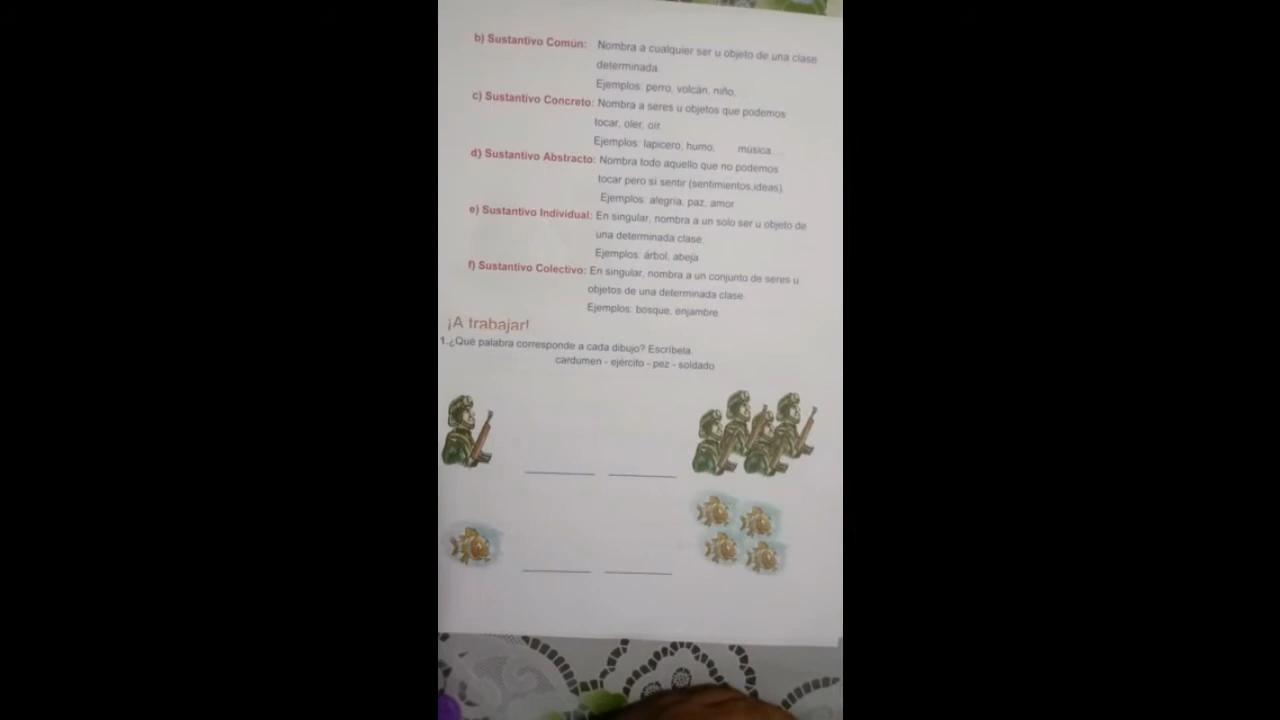 b) Sustantivo Común: Nombra a cualquier ser u objeto de una clase
determinada.
Ejemplos: perro, volcán, niño.
c) Sustantivo Concreto: Nombra a seres u objetos que podemos
tocar, oler, oír.
Ejemplos: lapicero, humo, música...
d) Sustantivo Abstracto: Nombra todo aquello que no podemos
tocar pero si sentir (sentimientos,ideas).
Ejemplos: alegría, paz, amor
e) Sustantivo Individual: En singular, nombra a un solo ser u objeto de
una determinada clase.
Ejemplos: árbol, abeja
f) Sustantivo Colectivo: En singular, nombra a un conjunto de seres u
objetos de una determinada clase.
Ejemplos: bosque, enjambre.
¡A trabajar!
1.¿Qué palabra corresponde a cada dibujo? Escríbela.
cardumen - ejército - pez - soldado